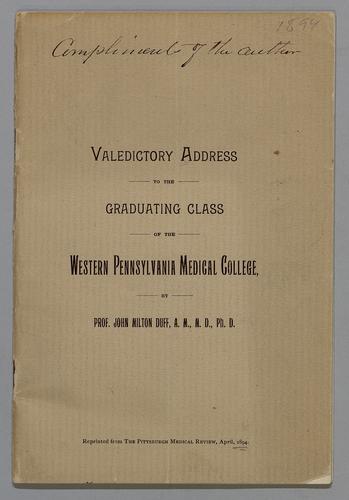 1894
Compliments of the author
VALEDICTORY ADDRESS
TO THE
GRADUATING CLASS
OF THE
WESTERN PENNSYLVANIA MEDICAL COLLEGE,
BY
PROF. JOHN MILTON DUFF, A. M., M. D., PH. D.
Reprinted from THE PITTSBURGH MEDICAL REVIEW, April, 1894.